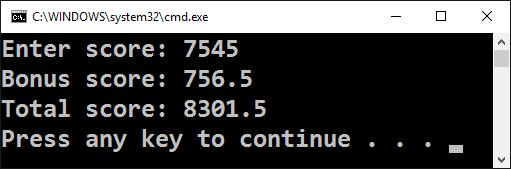 C:\WINDOWS\system32\cmd.exe
Enter score: 7545
Bonus score: 756.5
Total score: 8301.5
Press any key to continue . . .